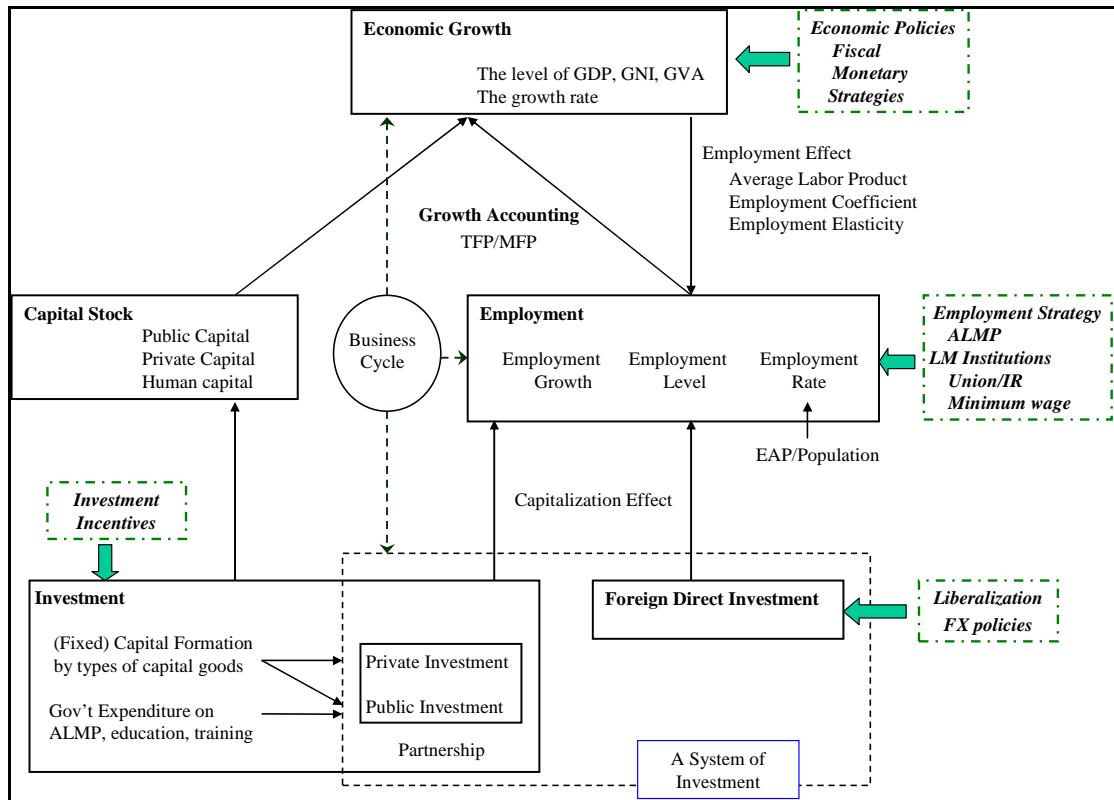 Economic Growth
The level of GDP, GNI, GVA
The growth rate
Economic Policies
Fiscal
Monetary
Strategies
Employment Effect
Average Labor Product
Employment Coefficient
Employment Elasticity
Growth Accounting
TFP/MFP
Capital Stock
Public Capital
Private Capital
Human capital
Business
Cycle
Employment
Employment
Growth
Employment
Level
Employment
Rate
Employment Strategy
ALMP
LM Institutions
Union/IR
Minimum wage
EAP/Population
Capitalization Effect
Investment
Incentives
Investment
(Fixed) Capital Formation
by types of capital goods
Gov't Expenditure on
ALMP, education, training
Private Investment
Public Investment
Partnership
Foreign Direct Investment
Liberalization
FX policies
A System of
Investment